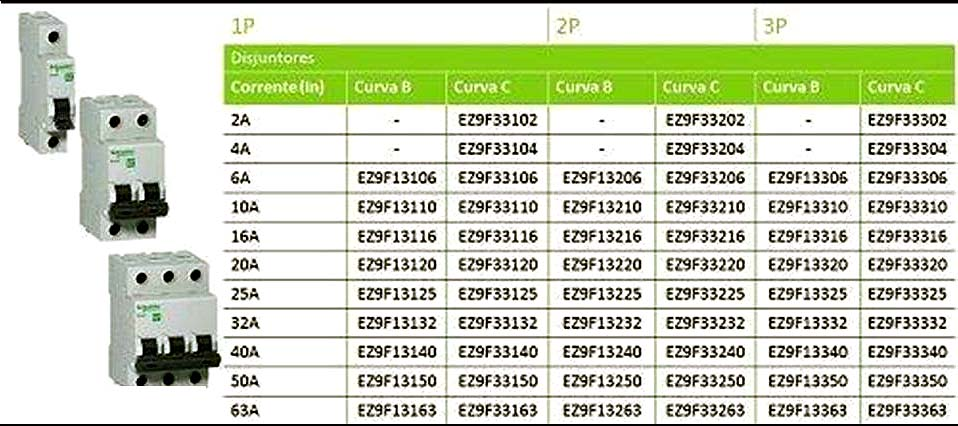 1P 2P 3P
Disjuntores
Corrente(In) Curva B Curva C Curva B Curva C Curva B Curva C
2A - EZ9F33102 - EZ9F33202 - EZ9F33302
4A - EZ9F33104 - EZ9F33204 - EZ9F33304
6A EZ9F13106 EZ9F33106 EZ9F13206 EZ9F33206 EZ9F13306 EZ9F33306
10A EZ9F13110 EZ9F33110 EZ9F13210 EZ9F33210 EZ9F13310 EZ9F33310
16A EZ9F13116 EZ9F33116 EZ9F13216 EZ9F33216 EZ9F13316 EZ9F33316
20A EZ9F13120 EZ9F33120 EZ9F13220 EZ9F33220 EZ9F13320 EZ9F33320
25A EZ9F13125 EZ9F33125 EZ9F13225 EZ9F33225 EZ9F13325 EZ9F33325
32A EZ9F13132 EZ9F33132 EZ9F13232 EZ9F33232 EZ9F13332 EZ9F33332
40A EZ9F13140 EZ9F33140 EZ9F13240 EZ9F33240 EZ9F13340 EZ9F33340
50A EZ9F13150 EZ9F33150 EZ9F13250 EZ9F33250 EZ9F13350 EZ9F33350
63A EZ9F13163 EZ9F33163 EZ9F13263 EZ9F33263 EZ9F13363 EZ9F33363